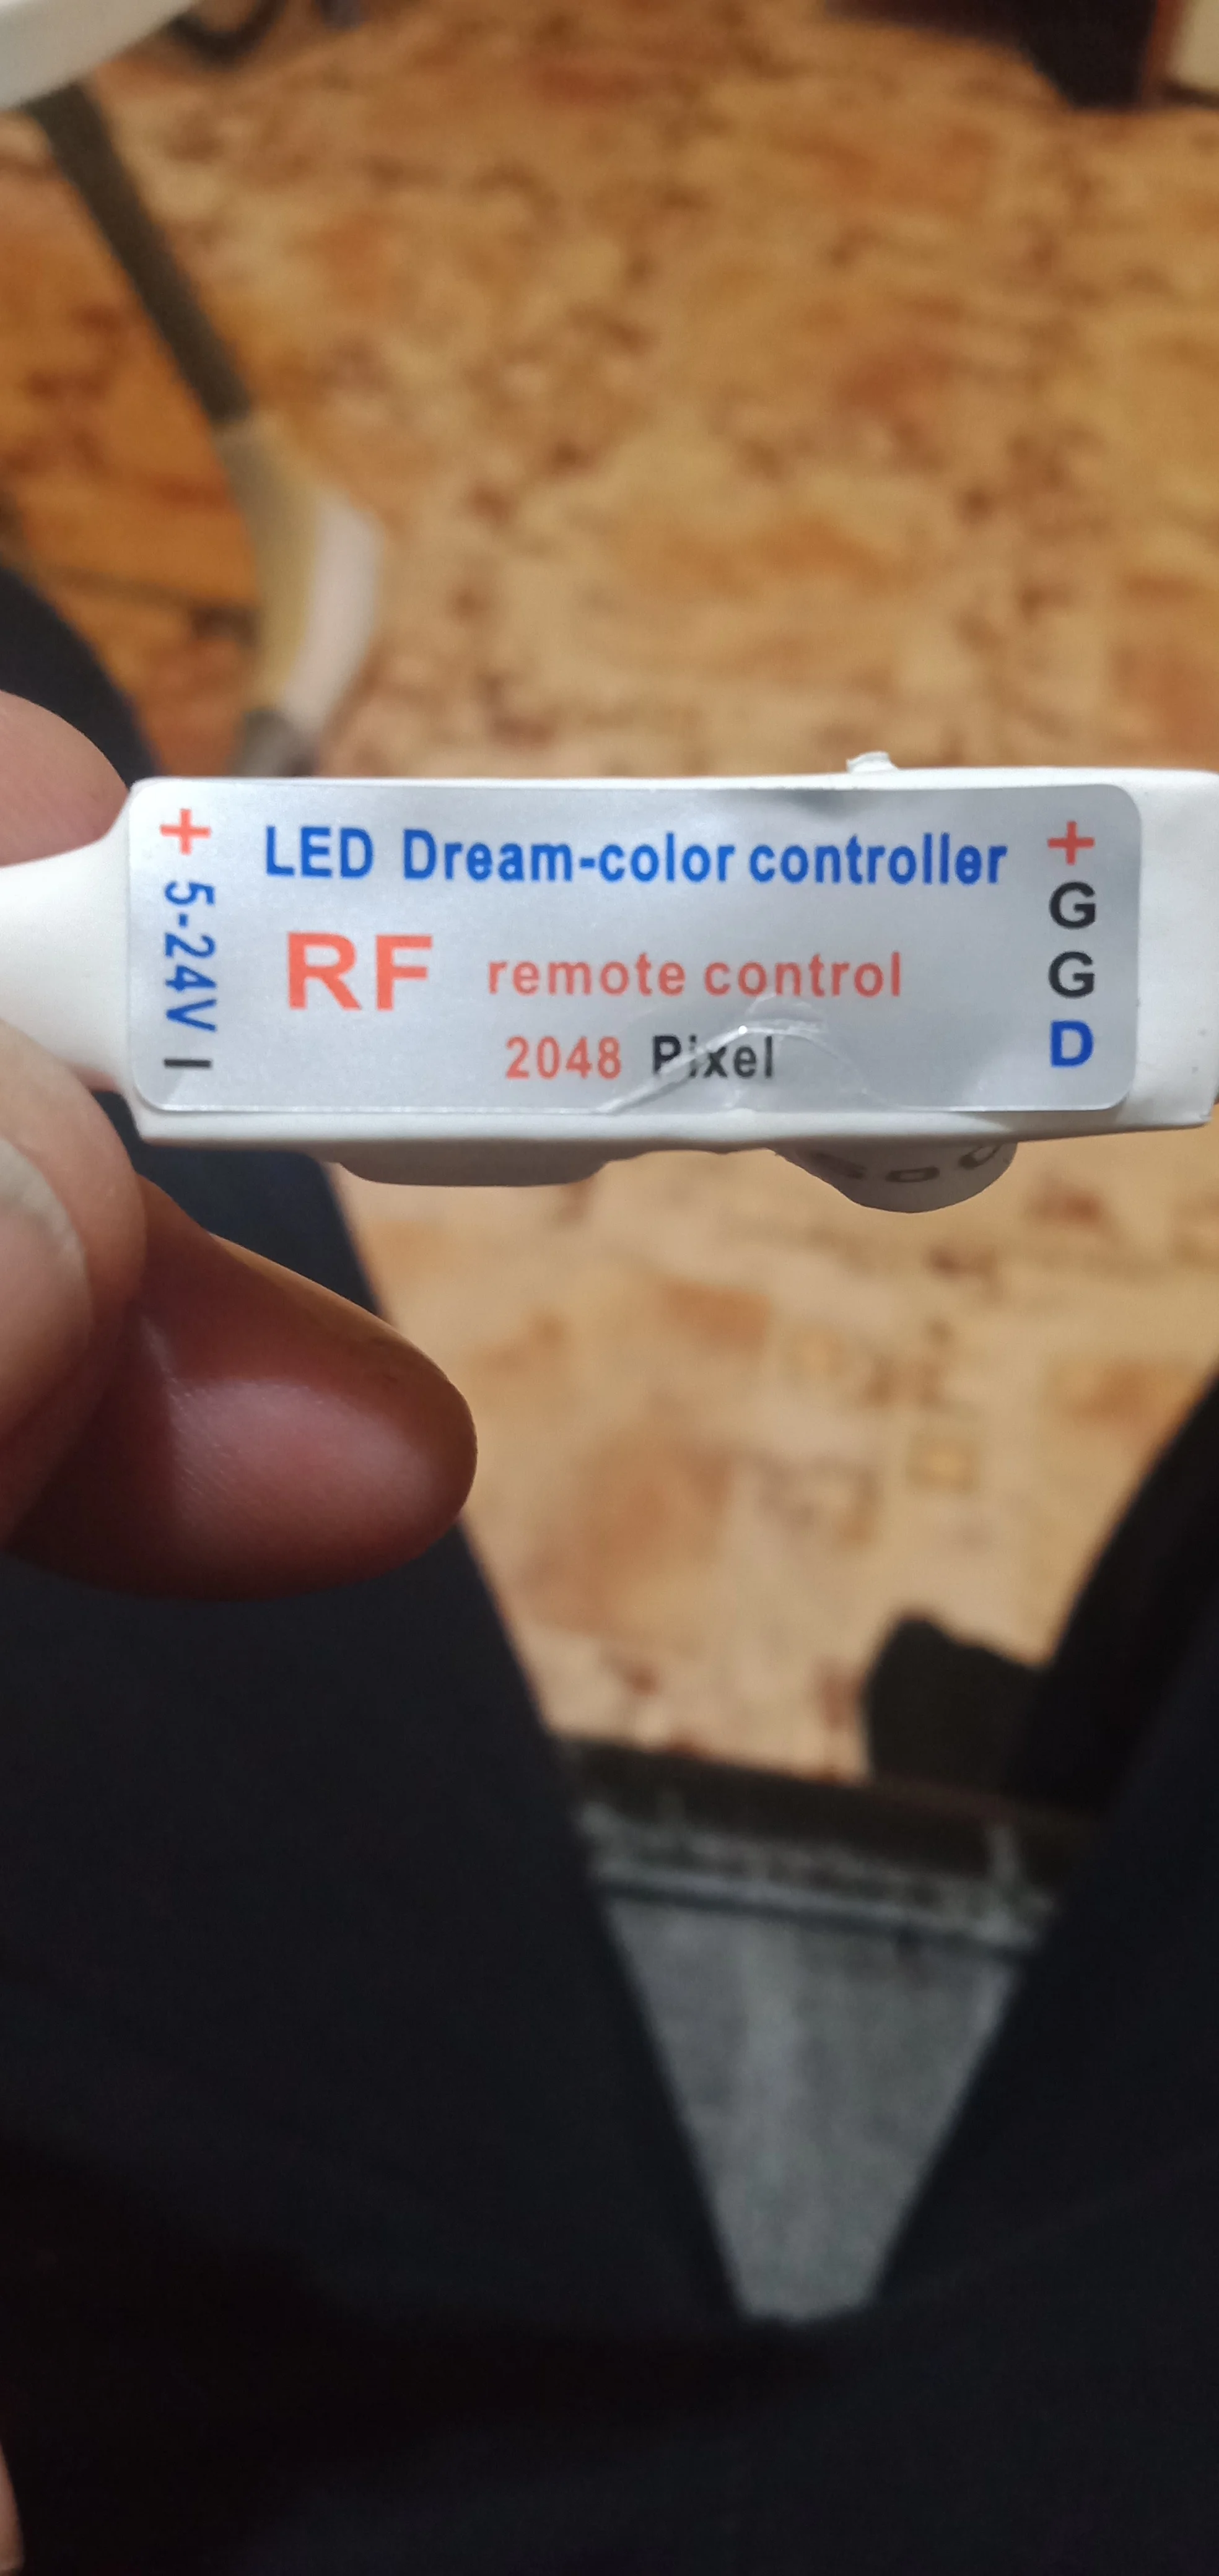 + 5-24V –
LED Dream-color controller
RF remote control
2048 Pixel
+
G
G
D